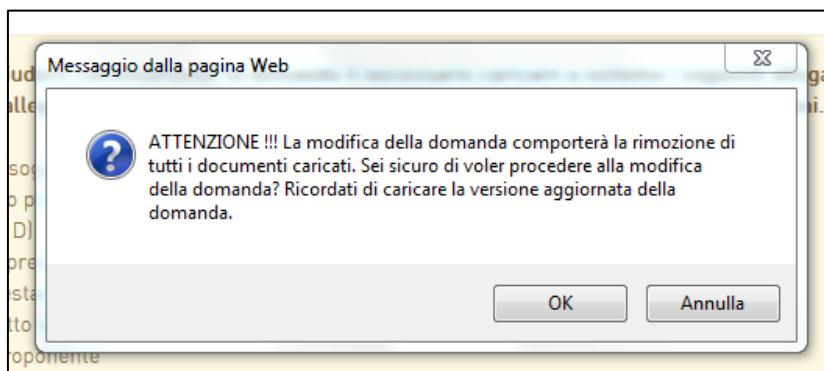 Messaggio dalla pagina Web
ATTENZIONE !!! La modifica della domanda comporterà la rimozione di
tutti i documenti caricati. Sei sicuro di voler procedere alla modifica
della domanda? Ricordati di caricare la versione aggiornata della
domanda.
OK Annulla
D)
roponente